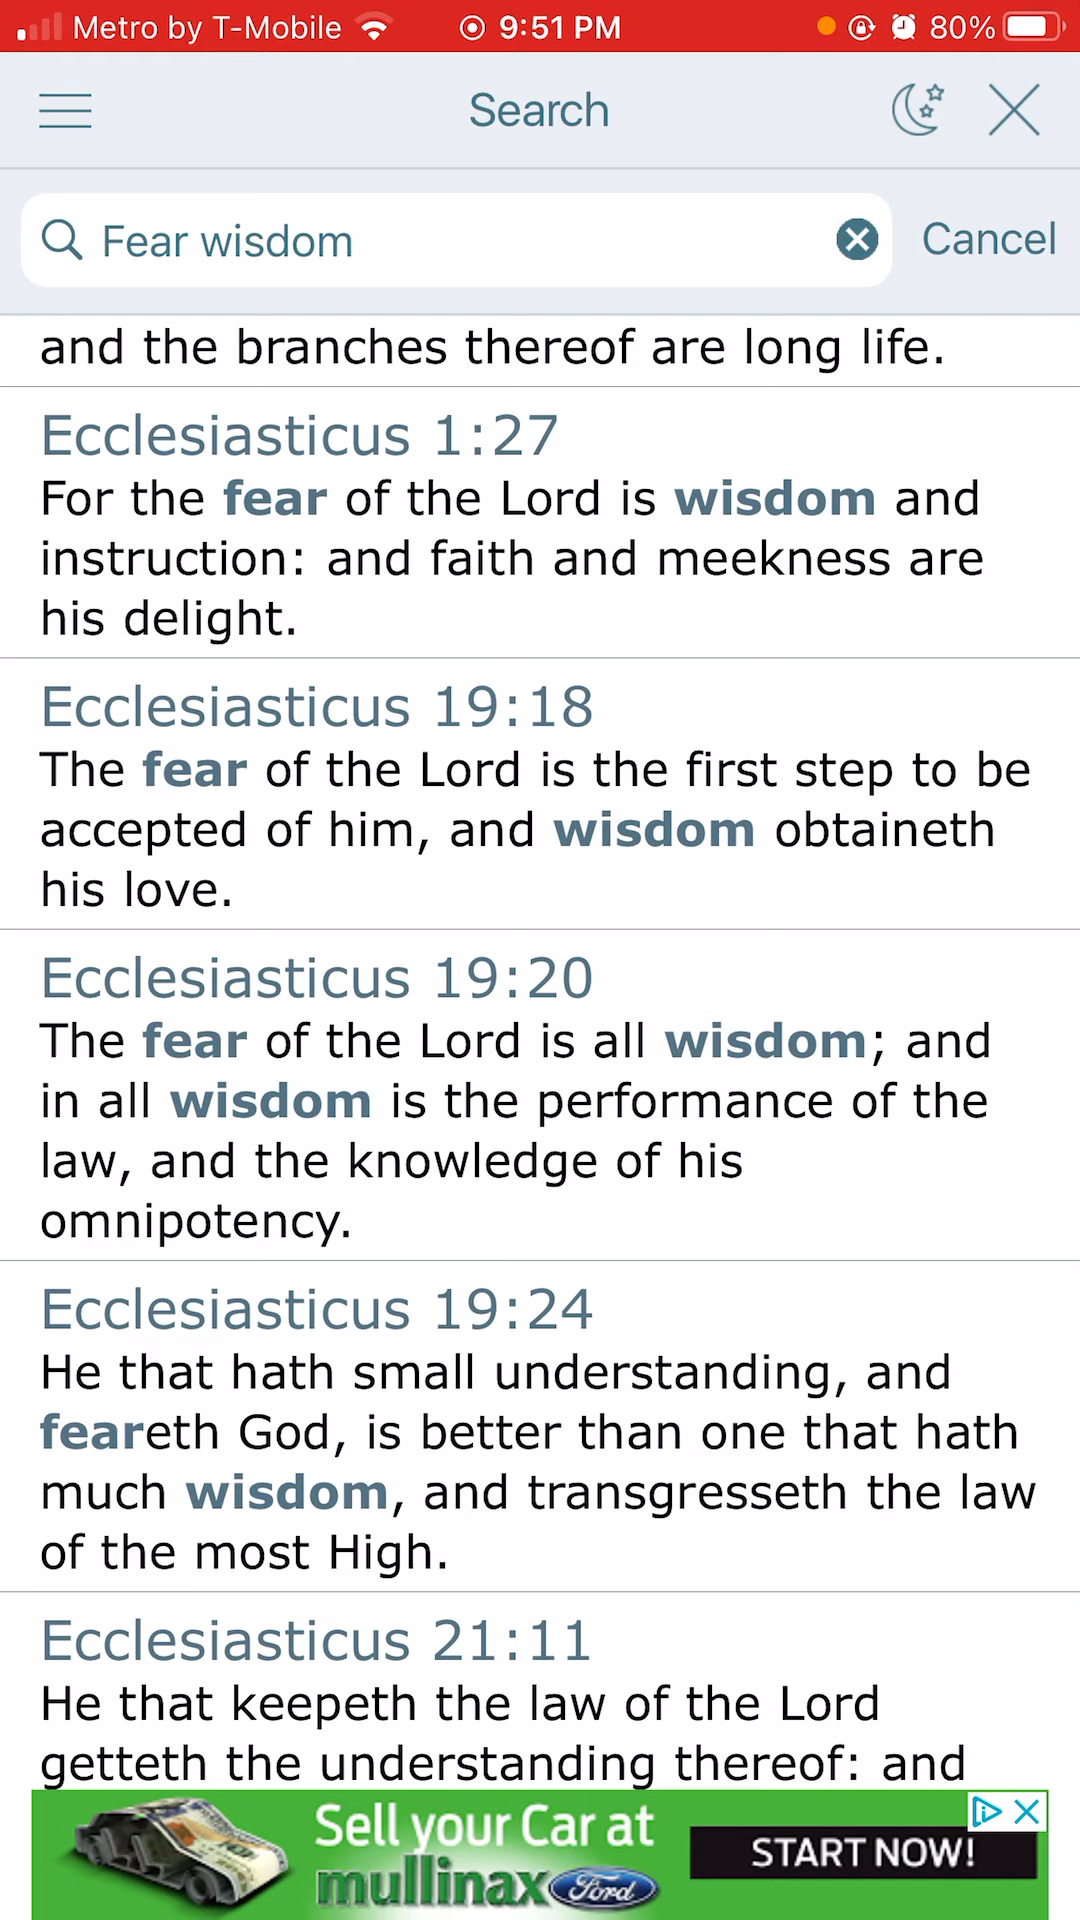 Metro by T-Mobile 9:51 PM 80%
Search
Fear wisdom Cancel
and the branches thereof are long life.
Ecclesiasticus 1:27
For the fear of the Lord is wisdom and
instruction: and faith and meekness are
his delight.
Ecclesiasticus 19:18
The fear of the Lord is the first step to be
accepted of him, and wisdom obtaineth
his love.
Ecclesiasticus 19:20
The fear of the Lord is all wisdom; and
in all wisdom is the performance of the
law, and the knowledge of his
omnipotency.
Ecclesiasticus 19:24
He that hath small understanding, and
feareth God, is better than one that hath
much wisdom, and transgresseth the law
of the most High.
Ecclesiasticus 21:11
He that keepeth the law of the Lord
getteth the understanding thereof: and
Sell your Car at
mullinax Ford
START NOW!